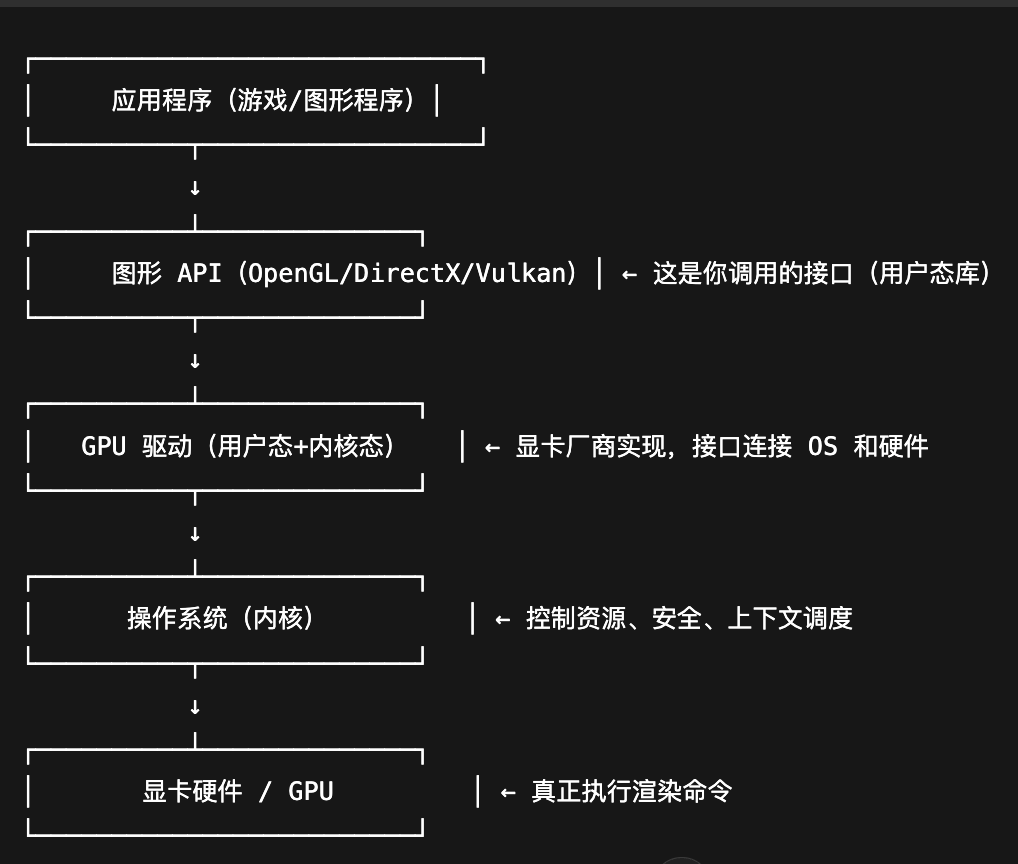 应用程序（游戏/图形程序）
↓
图形 API（OpenGL/DirectX/Vulkan） ← 这是你调用的接口（用户态库）
↓
GPU 驱动（用户态+内核态） ← 显卡厂商实现，接口连接 OS 和硬件
↓
操作系统（内核） ← 控制资源、安全、上下文调度
↓
显卡硬件 / GPU ← 真正执行渲染命令